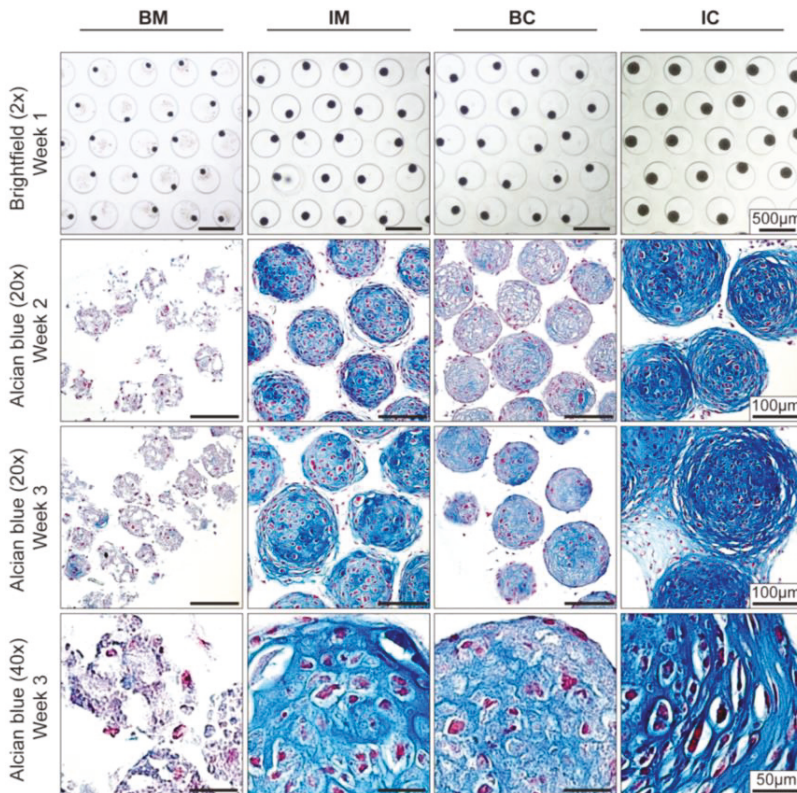 BM IM BC IC
Brightfield (2x)
Week 1
500µm
Alcian blue (20x)
Week 2
100µm
Alcian blue (20x)
Week 3
100µm
Alcian blue (40x)
Week 3
50µm